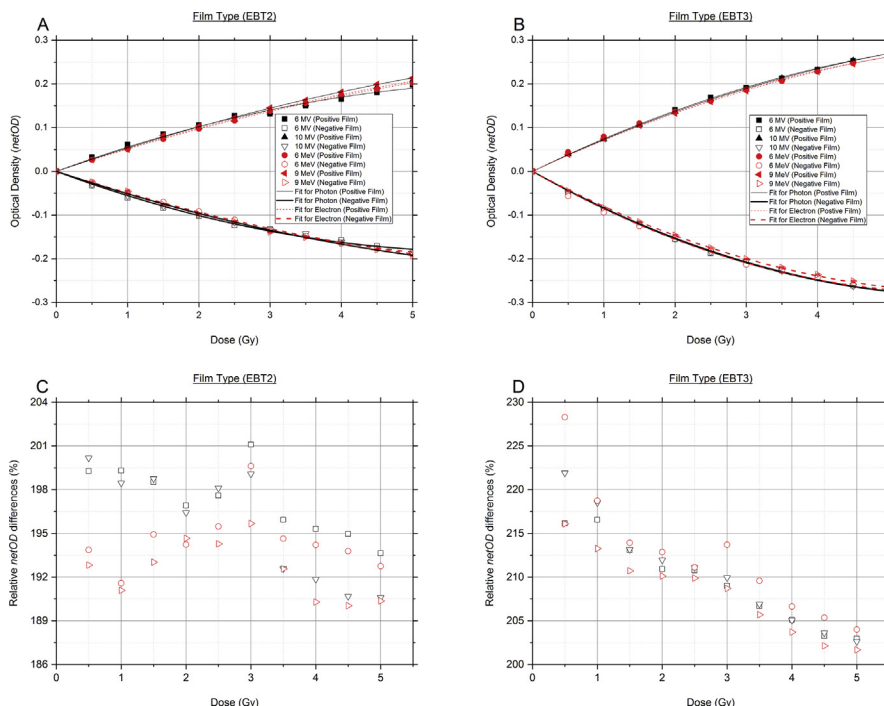 A
Film Type (EBT2)
0.3
0.2
0.1
0.0
-0.1
-0.2
-0.3
Optical Density (netOD)
6 MV (Positive Film)
6 MV (Negative Film)
10 MV (Positive Film)
10 MV (Negative Film)
6 MeV (Positive Film)
6 MeV (Negative Film)
9 MeV (Positive Film)
9 MeV (Negative Film)
Fit for Photon (Positive Film)
Fit for Photon (Negative Film)
Fit for Electron (Positive Film)
Fit for Electron (Negative Film)
0 1 2 3 4 5
Dose (Gy)
B
Film Type (EBT3)
0.3
0.2
0.1
0.0
-0.1
-0.2
-0.3
Optical Density (netOD)
6 MV (Positive Film)
6 MV (Negative Film)
10 MV (Positive Film)
10 MV (Negative Film)
6 MeV (Positive Film)
6 MeV (Negative Film)
9 MeV (Positive Film)
9 MeV (Negative Film)
Fit for Photon (Positive Film)
Fit for Photon (Negative Film)
Fit for Electron (Positive Film)
Fit for Electron (Negative Film)
0 1 2 3 4
Dose (Gy)
C
Film Type (EBT2)
204
201
198
195
192
189
186
Relative netOD differences (%)
0 1 2 3 4 5
Dose (Gy)
D
Film Type (EBT3)
230
220
215
210
205
200
Relative netOD differences (%)
0 1 2 3 4 5
Dose (Gy)